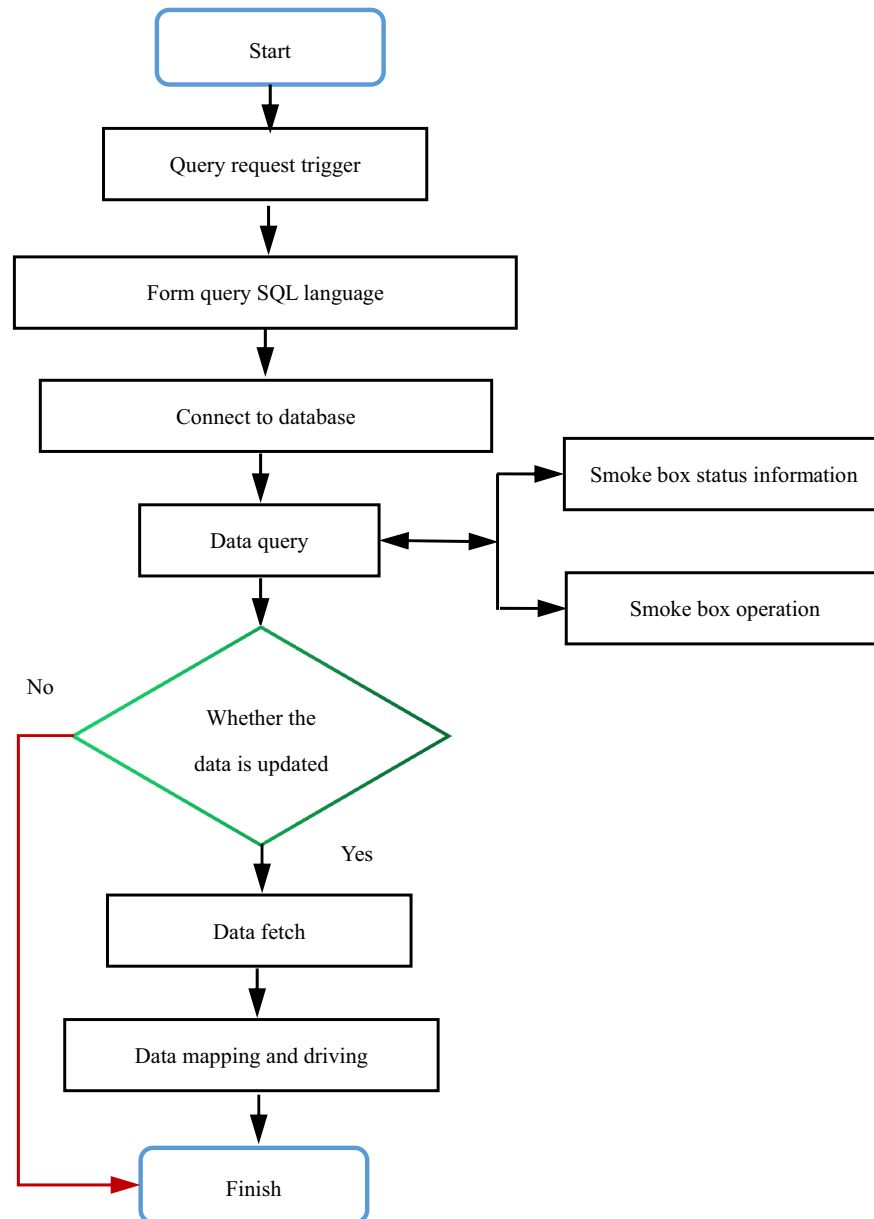 Start
Query request trigger
Form query SQL language
Connect to database
Smoke box status information
Data query
Smoke box operation
No
Whether the
data is updated
Yes
Data fetch
Data mapping and driving
Finish